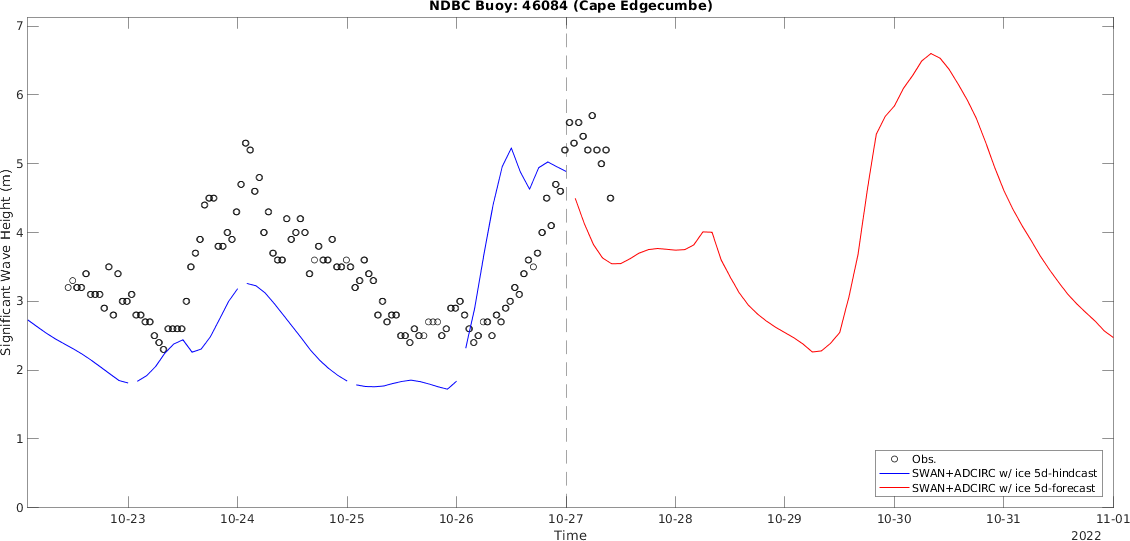 NDBC Buoy: 46084 (Cape Edgecumbe)
7
6
5
4
3
2
1
0
Significant Wave Height (m)
10-23 10-24 10-25 10-26 10-27 10-28 10-29 10-30 10-31 11-01
Time
2022
Obs.
SWAN+ADCIRC w/ ice 5d-hindcast
SWAN+ADCIRC w/ ice 5d-forecast